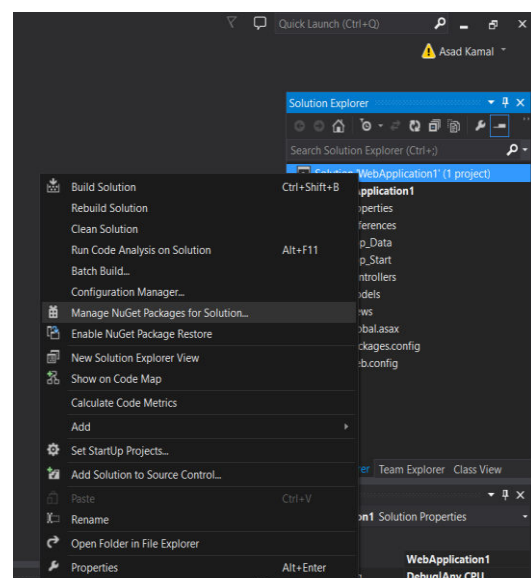 Quick Launch (Ctrl+Q)
Asad Kamal
Solution Explorer
Search Solution Explorer (Ctrl+;)
Solution 'WebApplication1' (1 project)
Build Solution Ctrl+Shift+B
pplication1
Rebuild Solution
operties
Clean Solution
ferences
Run Code Analysis on Solution Alt+F11
p_Data
Batch Build...
p_Start
Configuration Manager...
ntrollers
Manage NuGet Packages for Solution...
odels
ws
Enable NuGet Package Restore
obal.asax
New Solution Explorer View
ckages.config
Show on Code Map
eb.config
Calculate Code Metrics
Add
Set StartUp Projects...
Add Solution to Source Control...
er Team Explorer Class View
Paste Ctrl+V
Rename
on1 Solution Properties
Open Folder in File Explorer
Properties Alt+Enter
WebApplication1
Debug|Any CPU